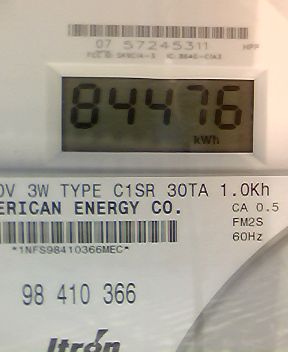 07 57245311
84476
kWh
0V 3W TYPE C1SR 30TA 1.0Kh
ERICAN ENERGY CO.
CA 0.5
FM2S
60Hz
*1NFS98410366MEC*
98 410 366
Itrón